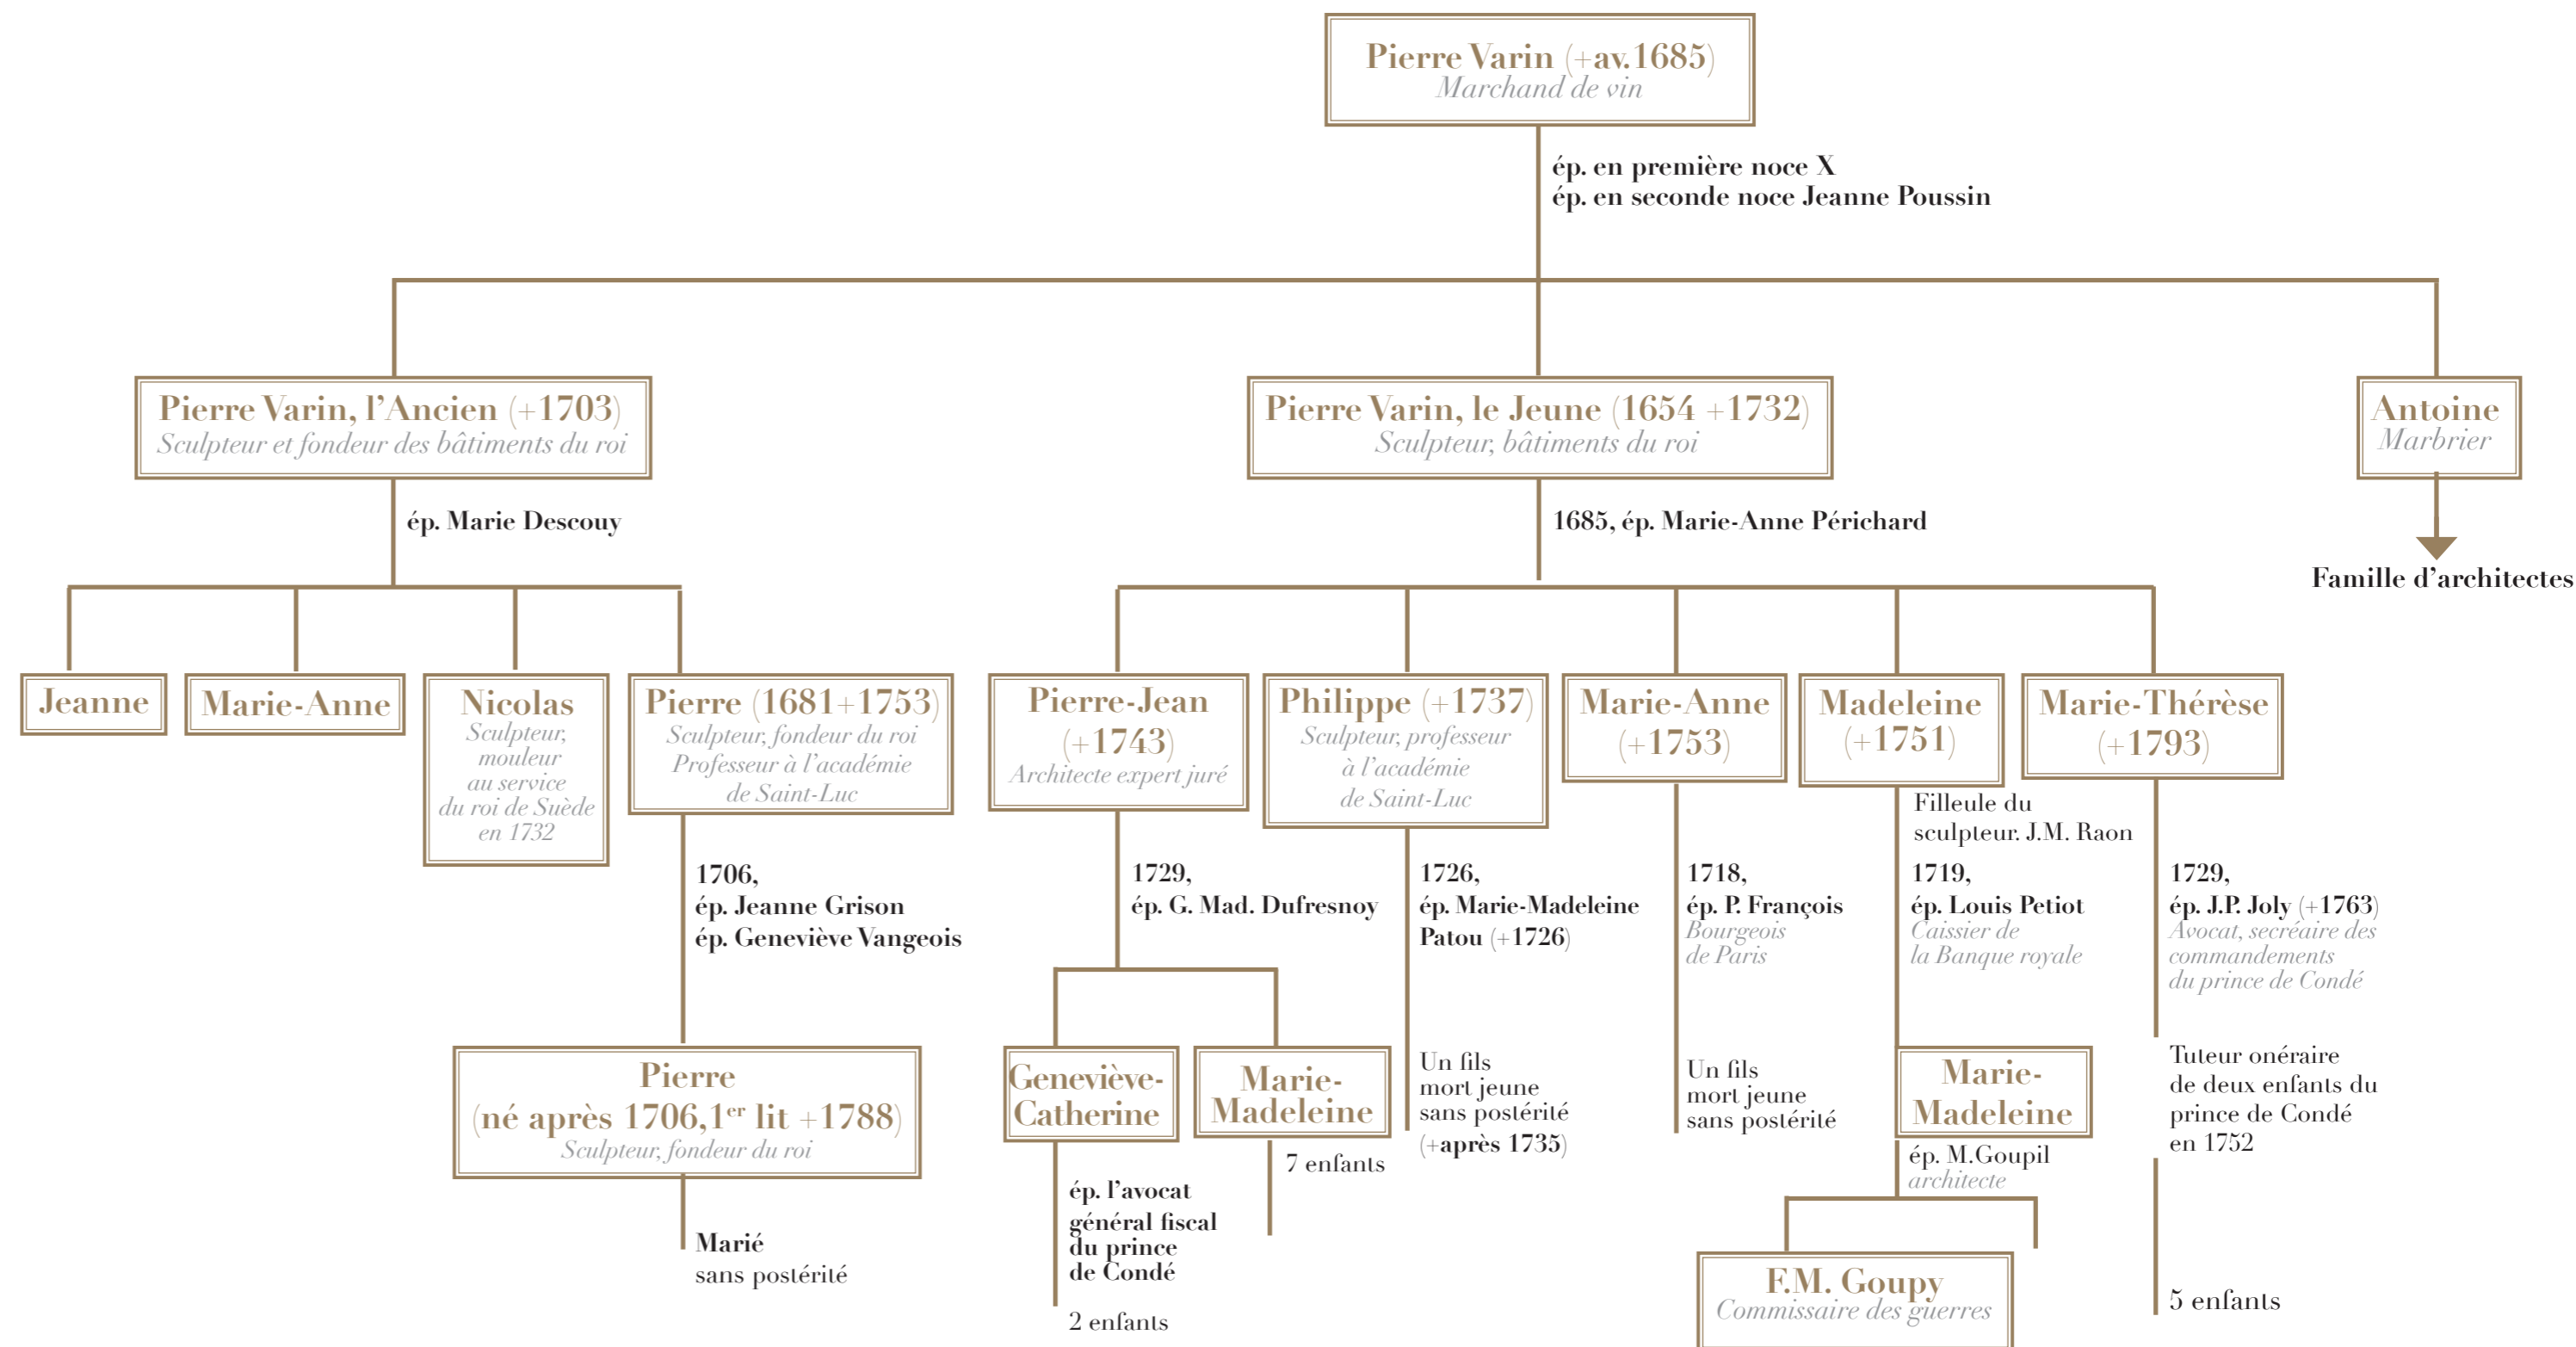 Pierre Varin (+av.1685)
Marchand de vin
ép. en première noce X
ép. en seconde noce Jeanne Poussin
Pierre Varin, l'Ancien (+1703)
Sculpteur et fondeur des bâtiments du roi
Pierre Varin, le Jeune (1654 +1732)
Sculpteur, bâtiments du roi
Antoine
Marbrier
ép. Marie Descouy
1685, ép. Marie-Anne Périchard
Famille d'architectes
Jeanne
Marie-Anne
Nicolas
Sculpteur,
mouleur
au service
du roi de Suède
en 1732
Pierre (1681+1753)
Sculpteur, fondeur du roi
Professeur à l'académie
de Saint-Luc
Pierre-Jean
(+1743)
Architecte expert juré
Philippe (+1737)
Sculpteur, professeur
à l'académie
de Saint-Luc
Marie-Anne
(+1753)
Madeleine
(+1751)
Marie-Thérèse
(+1793)
Filleule du
sculpteur. J.M. Raon
1706,
ép. Jeanne Grison
ép. Geneviève Vangeois
1729,
ép. G. Mad. Dufresnoy
1726,
ép. Marie-Madeleine
Patou (+1726)
1718,
ép. P. François
Bourgeois
de Paris
1719,
ép. Louis Petiot
Caissier de
la Banque royale
1729,
ép. J.P. Joly (+1763)
Avocat, secréaire des
commandements
du prince de Condé
Pierre
(né après 1706,1er lit +1788)
Sculpteur, fondeur du roi
Geneviève-
Catherine
Marie-
Madeleine
Un fils
mort jeune
sans postérité
(+après 1735)
Un fils
mort jeune
sans postérité
Marie-
Madeleine
Tuteur onéraire
de deux enfants du
prince de Condé
en 1752
7 enfants
ép. M.Goupil
architecte
ép. l'avocat
général fiscal
du prince
de Condé
2 enfants
Marié
sans postérité
F.M. Goupy
Commissaire des guerres
5 enfants